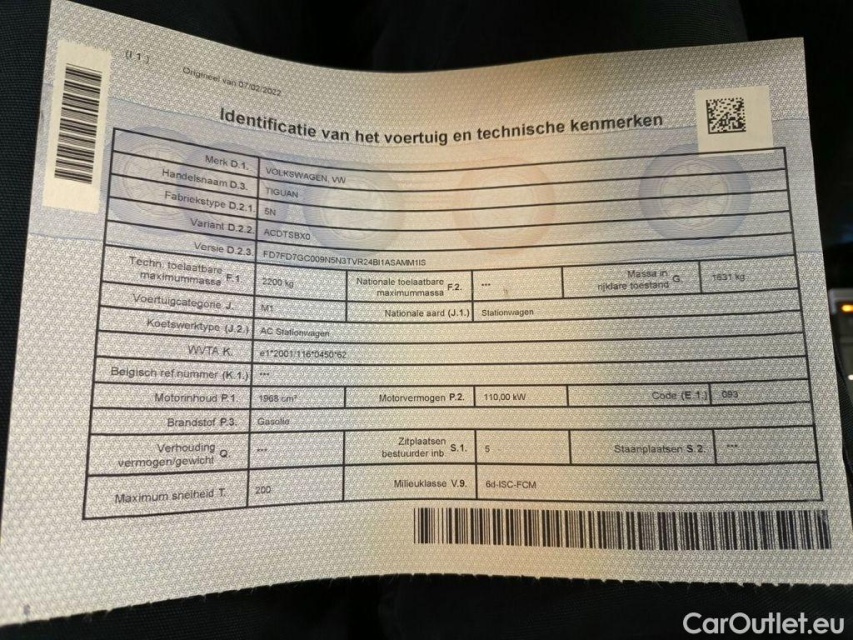 (I 1)
Origineel van 07/02/2022
Identificatie van het voertuig en technische kenmerken
Merk D.1. VOLKSWAGEN, VW
Handelsnaam D.3. TIGUAN
Fabriekstype D.2.1. 5N
Variant D.2.2. ACDTSBX0
Versie D.2.3. FD7FD7GC009N5N3TVR24BI1ASAMM1IS
Techn. toelaatbare maximummassa F.1. 2200 kg Nationale toelaatbare maximummassa F.2. --- Massa in rijklare toestand G. 1631 kg
Voertuigcategorie J. M1 Nationale aard (J.1.) Stationwagen
Koetswerktype (J.2.) AC Stationwagen
WVTA K. e1*2001/116*0450*62
Belgisch ref.nummer (K.1.) ---
Motorinhoud P.1. 1968 cm³ Motorvermogen P.2. 110,00 kW Code (E.1.) 093
Brandstof P.3. Gasolie
Verhouding vermogen/gewicht Q. --- Zitplaatsen bestuurder inb. S.1. 5 Staanplaatsen S.2. ---
Maximum snelheid T. 200 Milieuklasse V.9. 6d-ISC-FCM
CarOutlet.eu